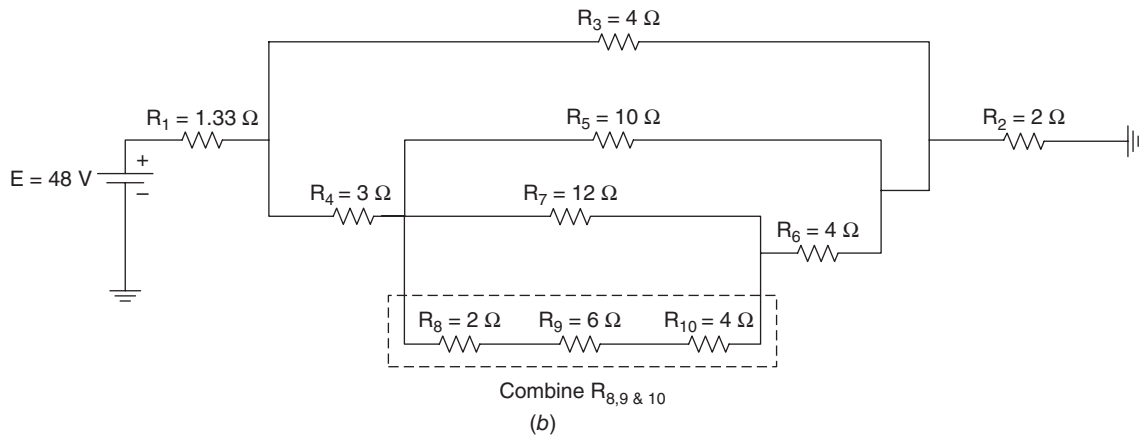 R₃ = 4 Ω
R₁ = 1.33 Ω
R₅ = 10 Ω
R₂ = 2 Ω
+
E = 48 V
–
R₄ = 3 Ω
R₇ = 12 Ω
R₆ = 4 Ω
R₈ = 2 Ω
R₉ = 6 Ω
R₁₀ = 4 Ω
Combine R₈,₉ & ₁₀
(b)